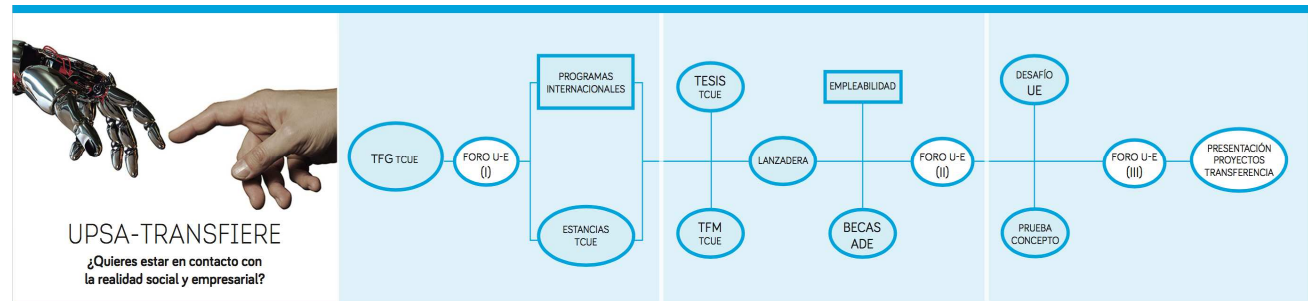 UPSA-TRANSFIERE
¿Quieres estar en contacto con
la realidad social y empresarial?
TFG TCUE
FORO U-E
(I)
PROGRAMAS
INTERNACIONALES
ESTANCIAS
TCUE
TESIS
TCUE
TFM
TCUE
LANZADERA
EMPLEABILIDAD
BECAS
ADE
FORO U-E
(II)
DESAFÍO
UE
PRUEBA
CONCEPTO
FORO U-E
(III)
PRESENTACIÓN
PROYECTOS
TRANSFERENCIA